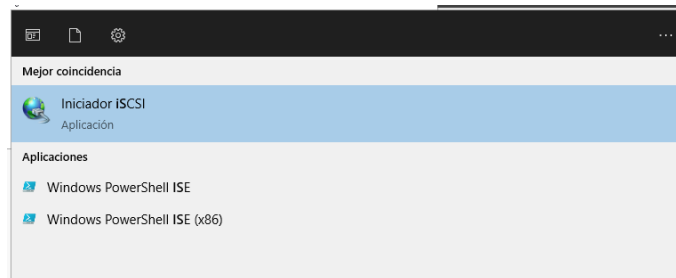 Mejor coincidencia
Iniciador iSCSI
Aplicación
Aplicaciones
Windows PowerShell ISE
Windows PowerShell ISE (x86)